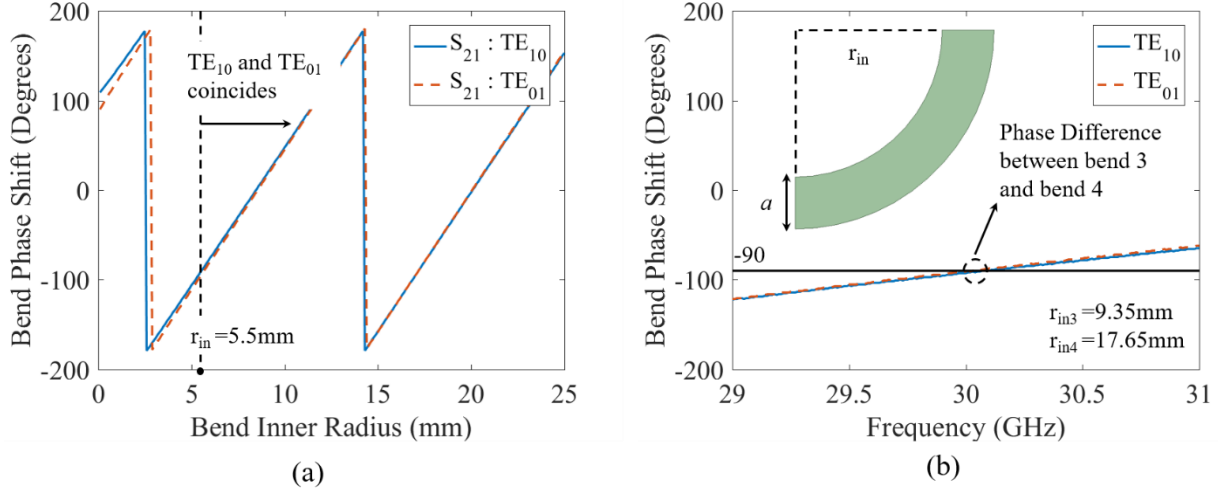 200
100
0
-100
-200
Bend Phase Shift (Degrees)
S21 : TE10
S21 : TE01
TE10 and TE01
coincides
rin =5.5mm
0 5 10 15 20 25
Bend Inner Radius (mm)
(a)
200
100
0
-100
-200
Bend Phase Shift (Degrees)
rin
a
TE10
TE01
Phase Difference
between bend 3
and bend 4
-90
rin3 =9.35mm
rin4 =17.65mm
29 29.5 30 30.5 31
Frequency (GHz)
(b)